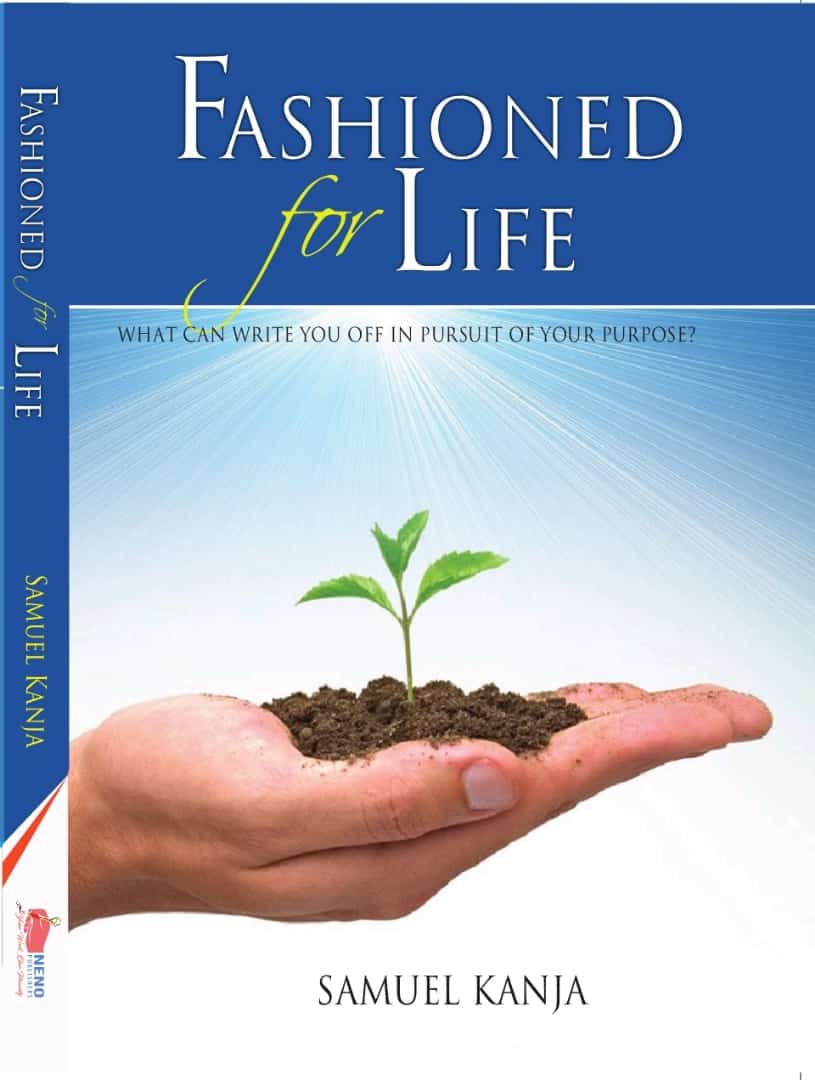 FASHIONED
for LIFE
WHAT CAN WRITE YOU OFF IN PURSUIT OF YOUR PURPOSE?
SAMUEL KANJA
FASHIONED for LIFE
SAMUEL KANJA
NENO
PUBLISHERS